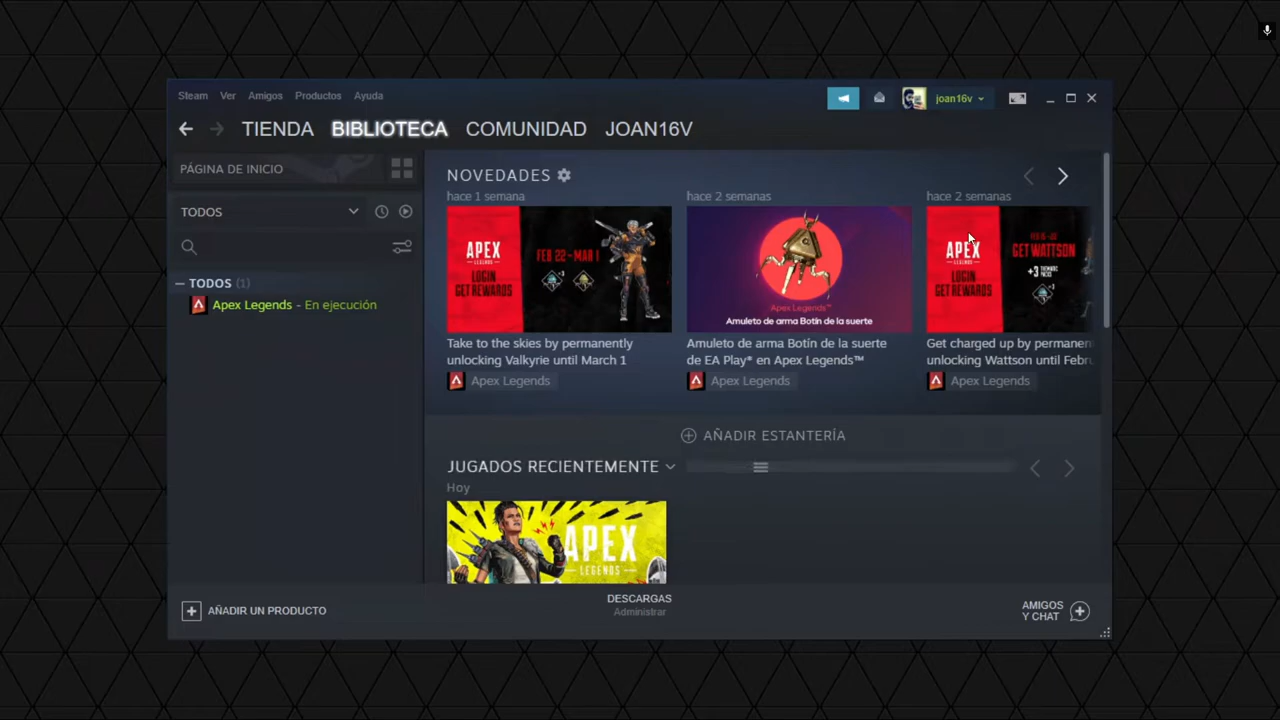 Steam Ver Amigos Productos Ayuda
joan16v
TIENDA BIBLIOTECA COMUNIDAD JOAN16V
PÁGINA DE INICIO
TODOS
TODOS (1)
Apex Legends - En ejecución
NOVEDADES
hace 1 semana
APEX
LEGENDS
LOGIN
GET REWARDS
FEB 22 - MAR 1
Take to the skies by permanently
unlocking Valkyrie until March 1
Apex Legends
hace 2 semanas
Apex Legends™
Amuleto de arma Botín de la suerte
Amuleto de arma Botín de la suerte
de EA Play* en Apex Legends™
Apex Legends
hace 2 semanas
APEX
LEGENDS
LOGIN
GET REWARDS
GET WATTSON
+3
Get charged up by permanen
unlocking Wattson until Febru
Apex Legends
AÑADIR ESTANTERÍA
JUGADOS RECIENTEMENTE
Hoy
APEX
LEGENDS
AÑADIR UN PRODUCTO
DESCARGAS
Administrar
AMIGOS
Y CHAT